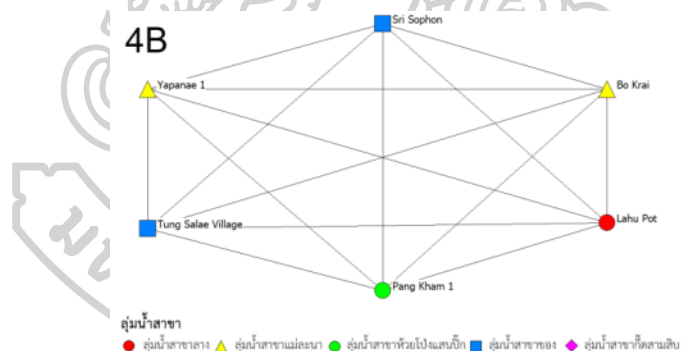 4B
Sri Sophon
Yapanae 1
Bo Krai
Tung Salae Village
Lahu Pot
Pang Kham 1
ลุ่มน้ำสาขา
ลุ่มน้ำสาขาลาง ลุ่มน้ำสาขาแม่ละนา ลุ่มน้ำสาขาห้วยโป่งแสนปิ๊ก ลุ่มน้ำสาขาของ ลุ่มน้ำสาขากึ๊ดสามสิบ